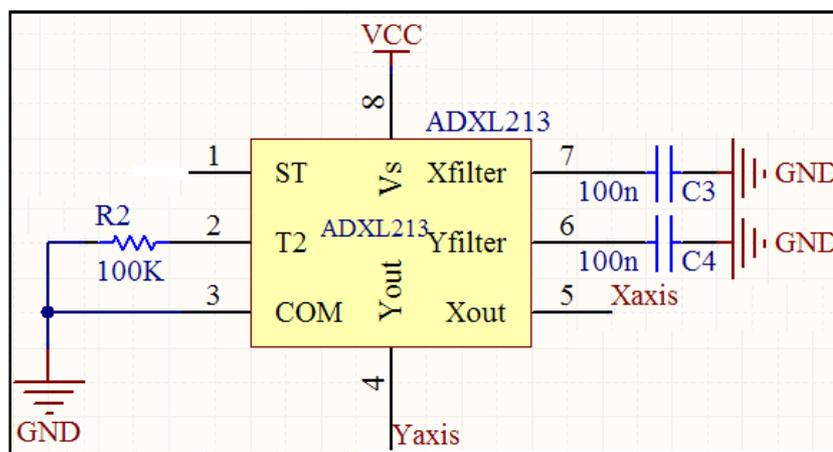 VCC
8
ADXL213
1
ST
Vs
Xfilter
7
100n
C3
GND
R2
100K
2
T2
ADXL213
Yfilter
6
100n
C4
GND
3
COM
Yout
Xout
5
Xaxis
4
GND
Yaxis